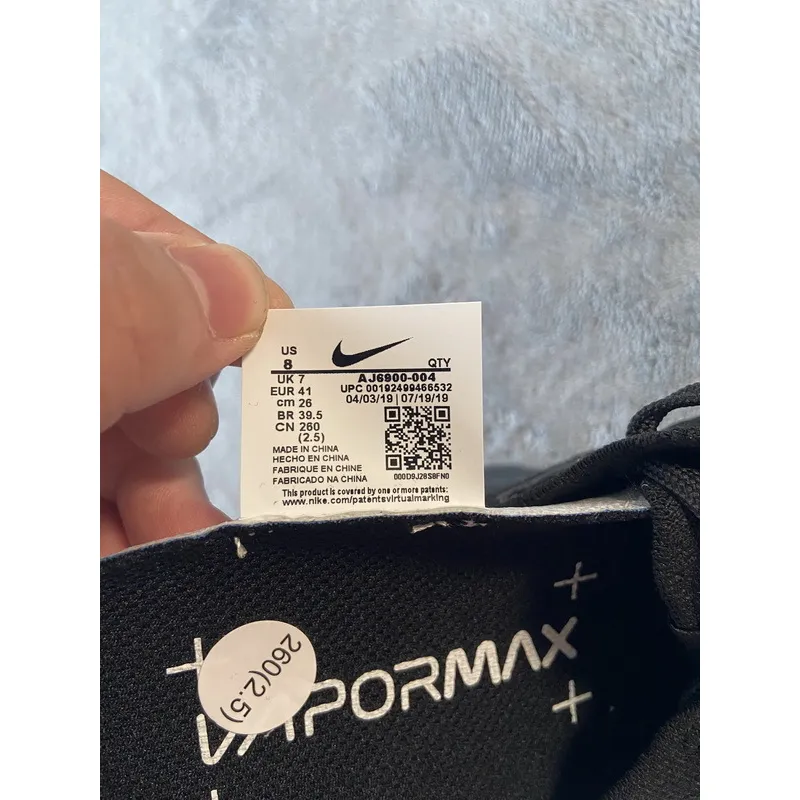 US
8
QTY
UK 7
AJ6900-004
EUR 41
UPC 00192499466532
cm 26
04/03/19 | 07/19/19
BR 39.5
CN 260
(2.5)
MADE IN CHINA
HECHO EN CHINA
FABRIQUE EN CHINE
FABRICADO NA CHINA
000D9J28S8FN0
This product is covered by one or more patents:
www.nike.com/patentsvirtualmarking
260(2.5)
VAPORMAX